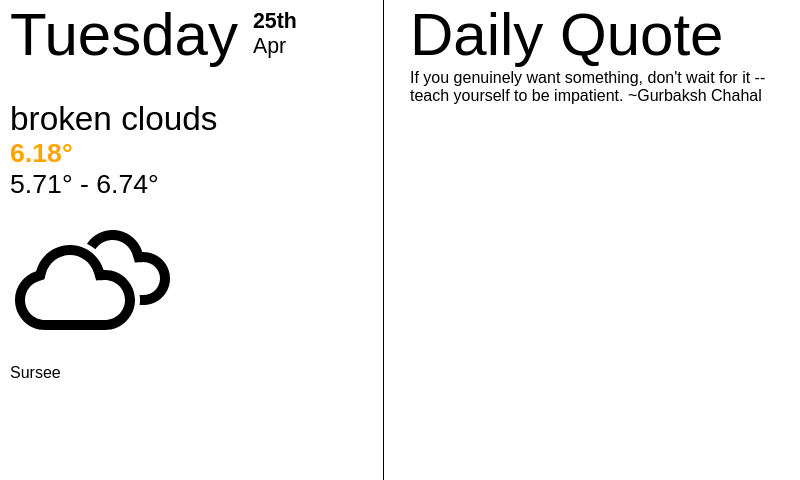 Tuesday
25th
Apr
broken clouds
6.18°
5.71° - 6.74°
Sursee
Daily Quote
If you genuinely want something, don't wait for it --
teach yourself to be impatient. ~Gurbaksh Chahal